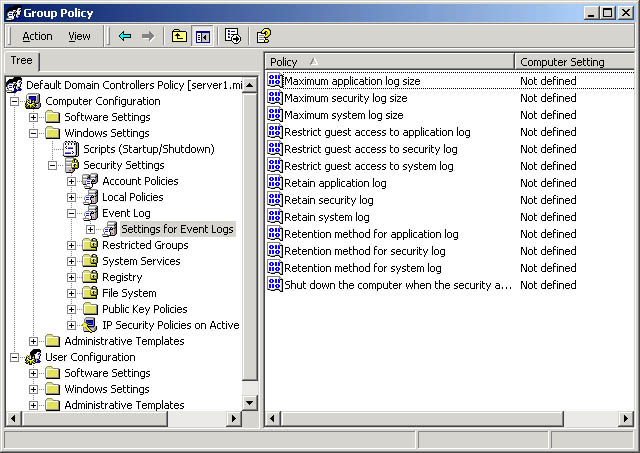 Group Policy
Action View
Tree
Policy Computer Setting
Default Domain Controllers Policy [server1.mi
Computer Configuration
Software Settings
Windows Settings
Scripts (Startup/Shutdown)
Security Settings
Account Policies
Local Policies
Event Log
Settings for Event Logs
Restricted Groups
System Services
Registry
File System
Public Key Policies
IP Security Policies on Active
Administrative Templates
User Configuration
Software Settings
Windows Settings
Administrative Templates
Maximum application log size Not defined
Maximum security log size Not defined
Maximum system log size Not defined
Restrict guest access to application log Not defined
Restrict guest access to security log Not defined
Restrict guest access to system log Not defined
Retain application log Not defined
Retain security log Not defined
Retain system log Not defined
Retention method for application log Not defined
Retention method for security log Not defined
Retention method for system log Not defined
Shut down the computer when the security a... Not defined